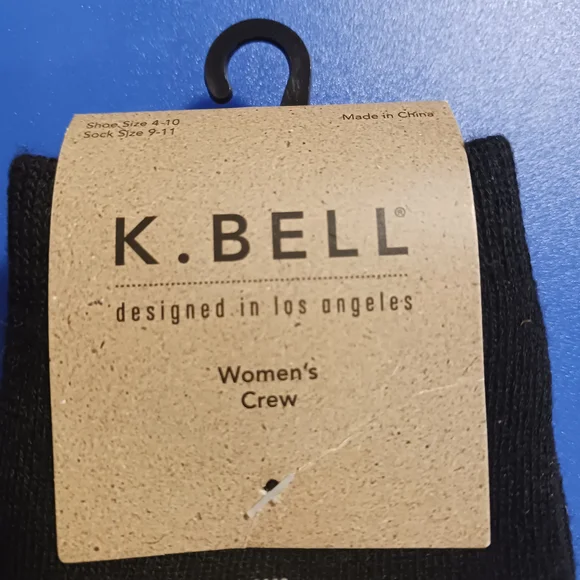 Shoe Size 4-10
Sock Size 9-11
Made in China
K.BELL®
designed in los angeles
Women's
Crew